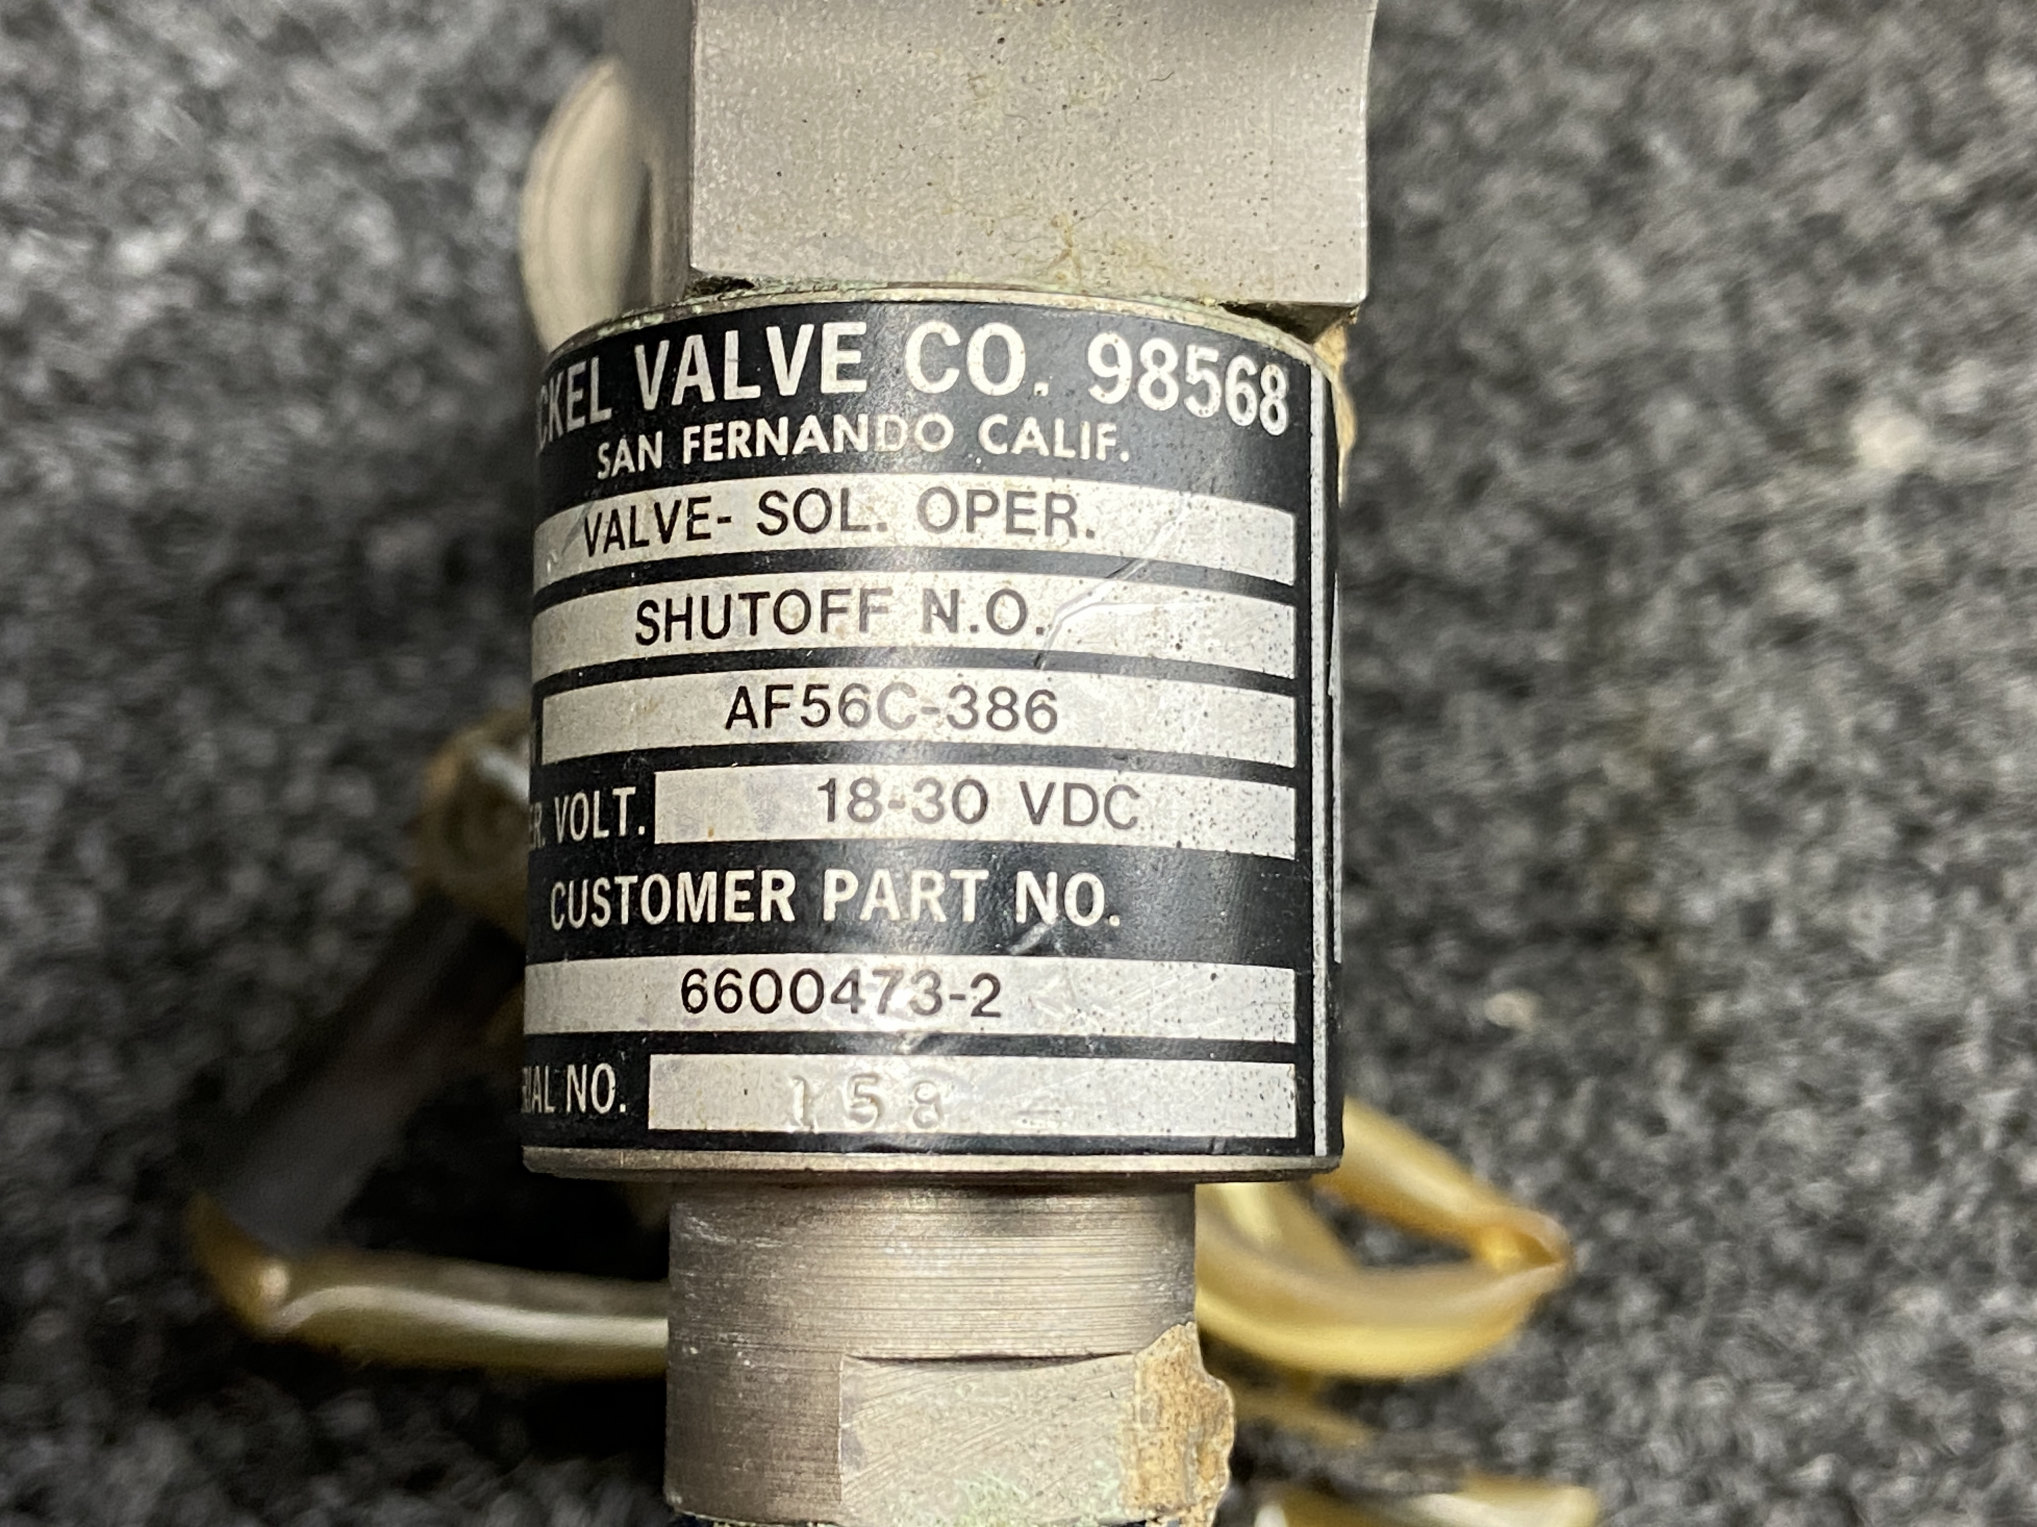 CKEL VALVE CO. 98568
SAN FERNANDO CALIF.
VALVE- SOL. OPER.
SHUTOFF N.O.
AF56C-386
ER. VOLT. 18-30 VDC
CUSTOMER PART NO.
6600473-2
RIAL NO. 158